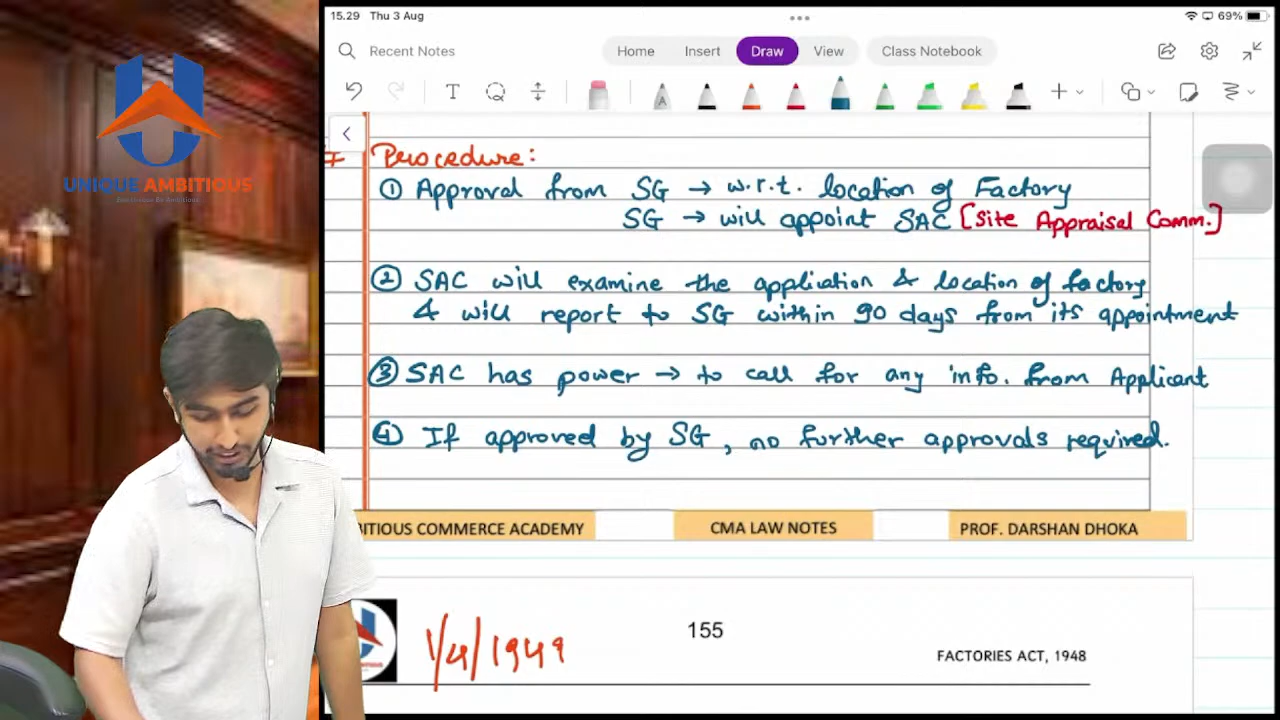 15.29 Thu 3 Aug
69%
Recent Notes
Home Insert Draw View Class Notebook
UNIQUE AMBITIOUS
Procedure:
① Approval from SG → w.r.t. location of Factory
SG → will appoint SAC [Site Appraisal Comm.]
② SAC will examine the application & location of factory
& will report to SG within 90 days from its appointment
③ SAC has power → to call for any info. from Applicant
④ If approved by SG, no further approvals required.
BITIOUS COMMERCE ACADEMY
CMA LAW NOTES
PROF. DARSHAN DHOKA
1/4/1949
155
FACTORIES ACT, 1948